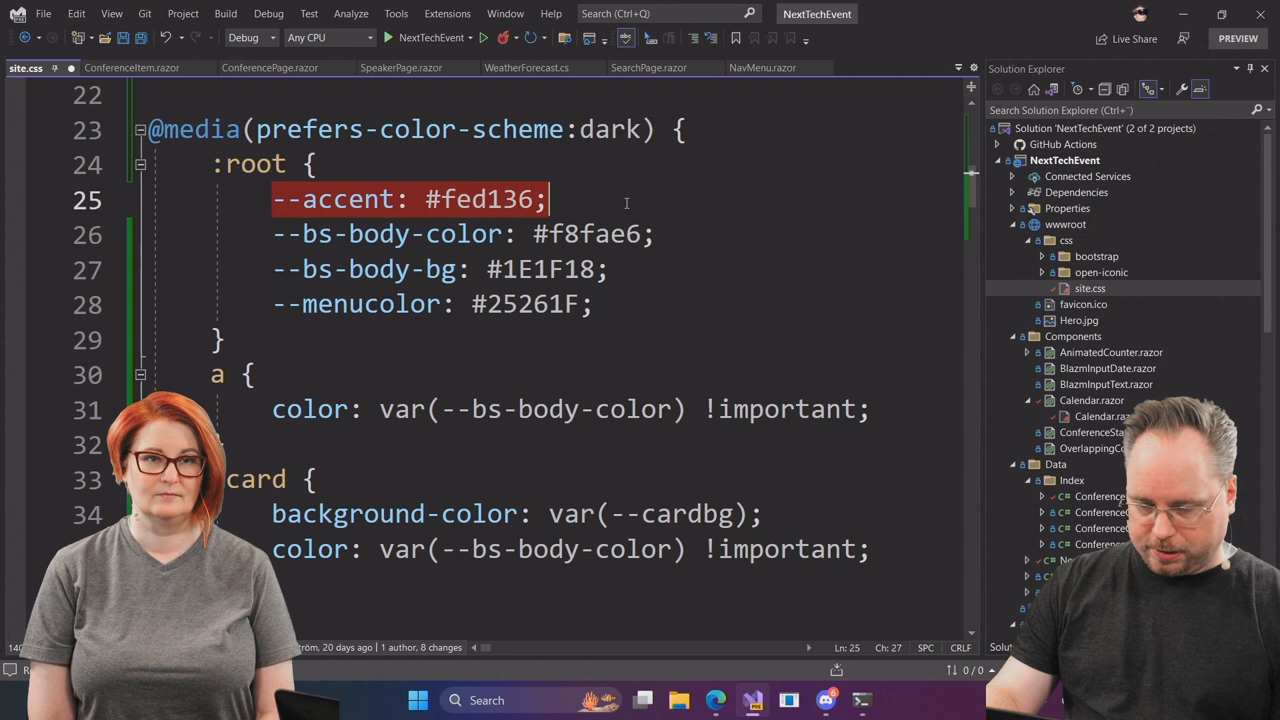 File Edit View Git Project Build Debug Test Analyze Tools Extensions Window Help Search (Ctrl+Q) NextTechEvent
Debug Any CPU NextTechEvent Live Share PREVIEW
site.css ConferenceItem.razor ConferencePage.razor SpeakerPage.razor WeatherForecast.cs SearchPage.razor NavMenu.razor
22
23 @media(prefers-color-scheme:dark) {
24 :root {
25 --accent: #fed136;
26 --bs-body-color: #f8fae6;
27 --bs-body-bg: #1E1F18;
28 --menucolor: #25261F;
29 }
30 a {
31 color: var(--bs-body-color) !important;
32
33 card {
34 background-color: var(--cardbg);
color: var(--bs-body-color) !important;
20 days ago | 1 author, 8 changes Ln: 25 Ch: 27 SPC CRLF
0 / 0
Solution Explorer
Search Solution Explorer (Ctrl+¨)
Solution 'NextTechEvent' (2 of 2 projects)
GitHub Actions
NextTechEvent
Connected Services
Dependencies
Properties
wwwroot
css
bootstrap
open-iconic
site.css
favicon.ico
Hero.jpg
Components
AnimatedCounter.razor
BlazmInputDate.razor
BlazmInputText.razor
Calendar.razor
Data
Index
Search
6